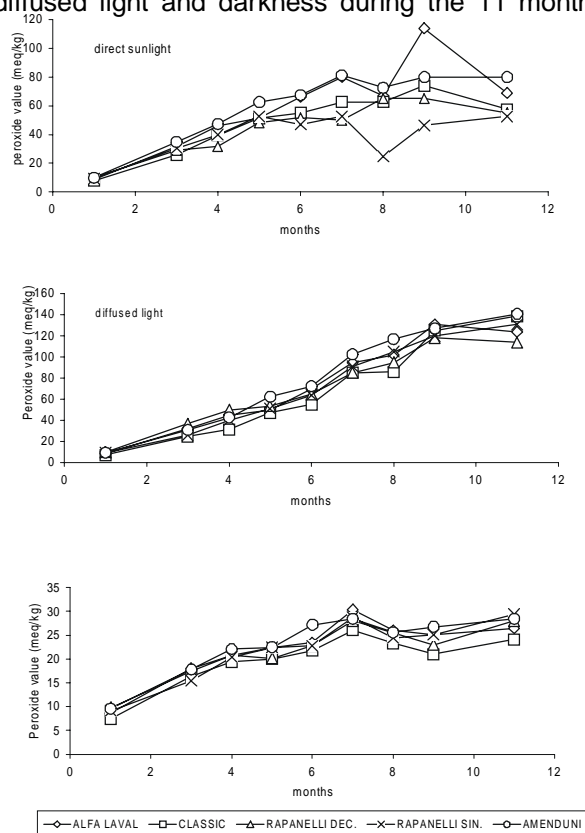 diffused light and darkness during the 11 month
120
direct sunlight
100
80
60
40
20
0
peroxide value (meq/kg)
0 2 4 6 8 10 12
months
160
diffused light
140
120
100
80
60
40
20
0
Peroxide value (meq/kg)
0 2 4 6 8 10 12
months
35
30
25
20
15
10
5
0
Peroxide value (meq/kg)
0 2 4 6 8 10 12
months
ALFA LAVAL CLASSIC RAPANELLI DEC. RAPANELLI SIN. AMENDUNI